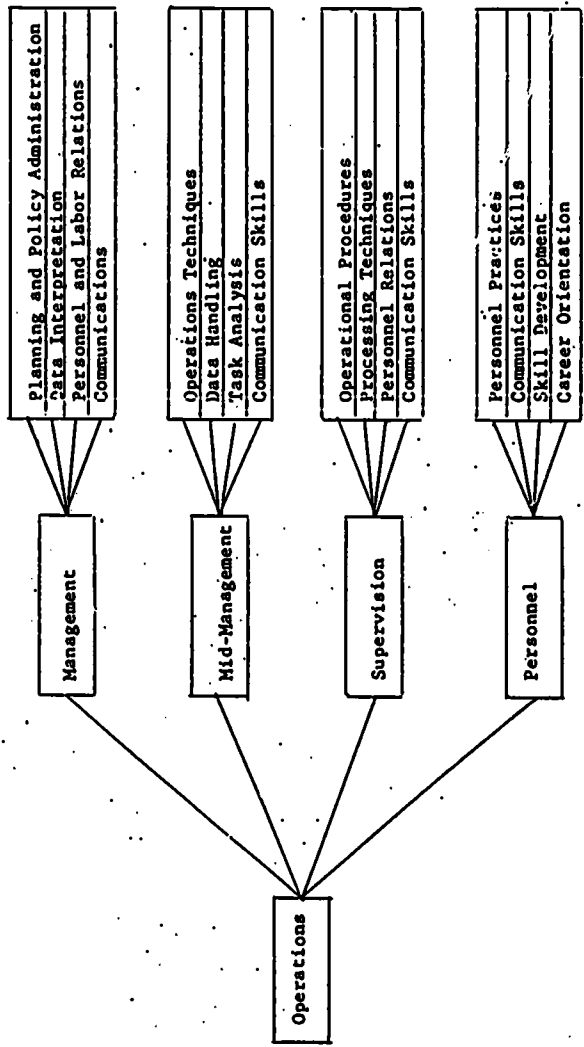 Operations
Management
Planning and Policy Administration
Data Interpretation
Personnel and Labor Relations
Communications
Mid-Management
Operations Techniques
Data Handling
Task Analysis
Communication Skills
Supervision
Operational Procedures
Processing Techniques
Personnel Relations
Communication Skills
Personnel
Personnel Practices
Communication Skills
Skill Development
Career Orientation